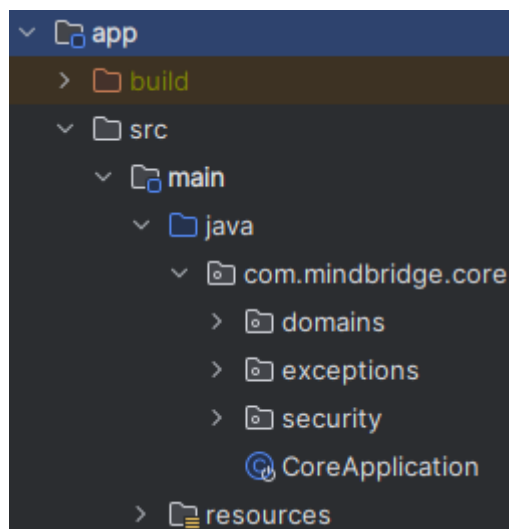 app
build
src
main
java
com.mindbridge.core
domains
exceptions
security
CoreApplication
resources